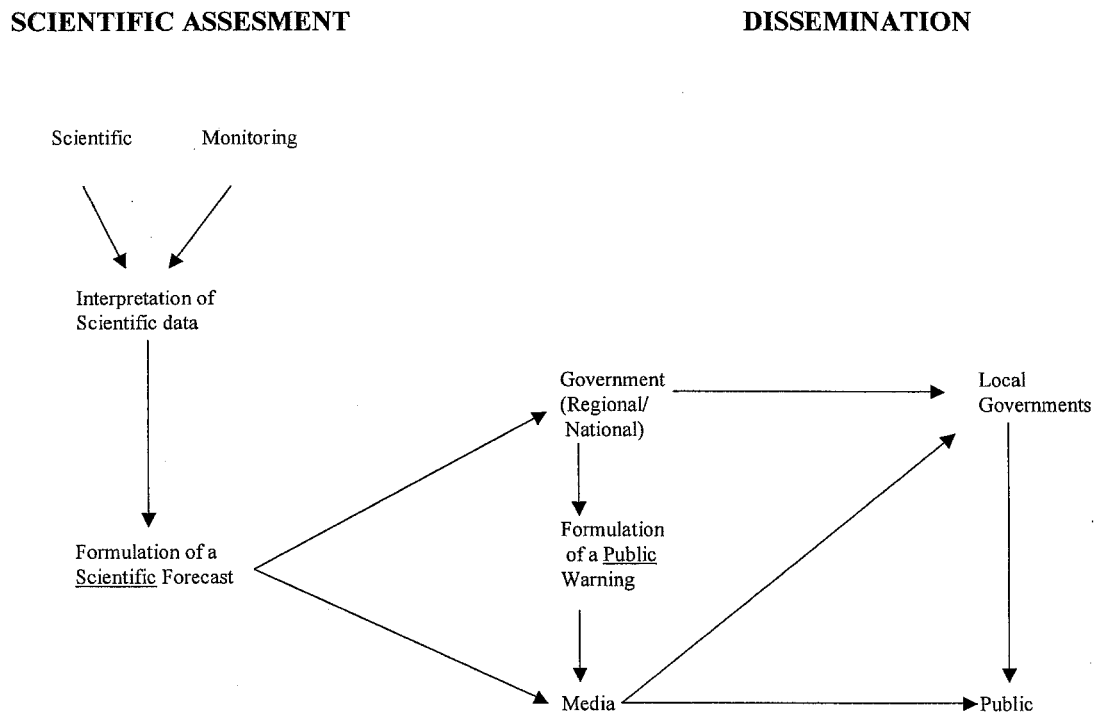 SCIENTIFIC ASSESMENT
DISSEMINATION
Scientific
Monitoring
Interpretation of
Scientific data
Formulation of a
Scientific Forecast
Government
(Regional/
National)
Formulation
of a Public
Warning
Media
Local
Governments
Public